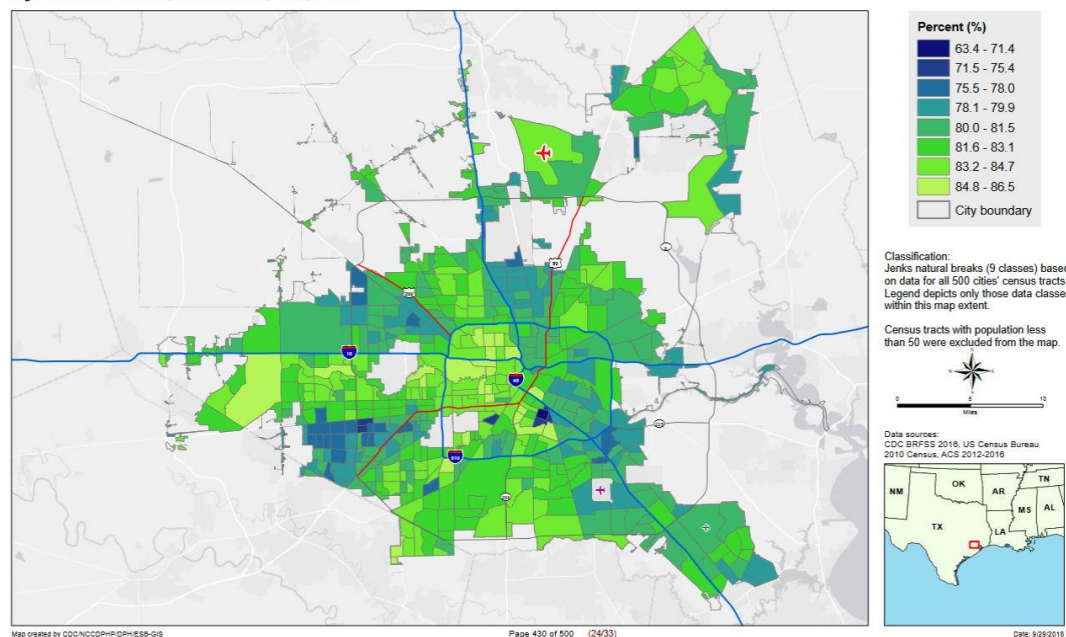 Percent (%)
63.4 - 71.4
71.5 - 75.4
75.5 - 78.0
78.1 - 79.9
80.0 - 81.5
81.6 - 83.1
83.2 - 84.7
84.8 - 86.5
City boundary
Classification:
Jenks natural breaks (9 classes) based
on data for all 500 cities' census tracts.
Legend depicts only those data classes
within this map extent.
Census tracts with population less
than 50 were excluded from the map.
N
W
E
S
0
5
10
Miles
Data sources:
CDC BRFSS 2016, US Census Bureau
2010 Census, ACS 2012-2016
NM
OK
AR
TN
TX
LA
MS
AL
290
10
45
610
Map created by CDC/NCCDPHP/DPH/ESB-GIS
Page 430 of 500 (24/33)
Date: 9/29/2018